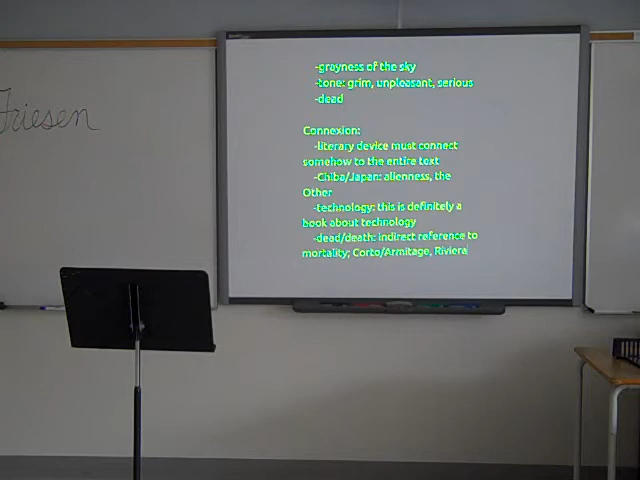 Friesen
-grayness of the sky
-tone: grim, unpleasant, serious
-dead
Connexion:
-literary device must connect
somehow to the entire text
-Chiba/Japan: alienness, the
Other
-technology: this is definitely a
book about technology
-dead/death: indirect reference to
mortality; Corto/Armitage, Riviera